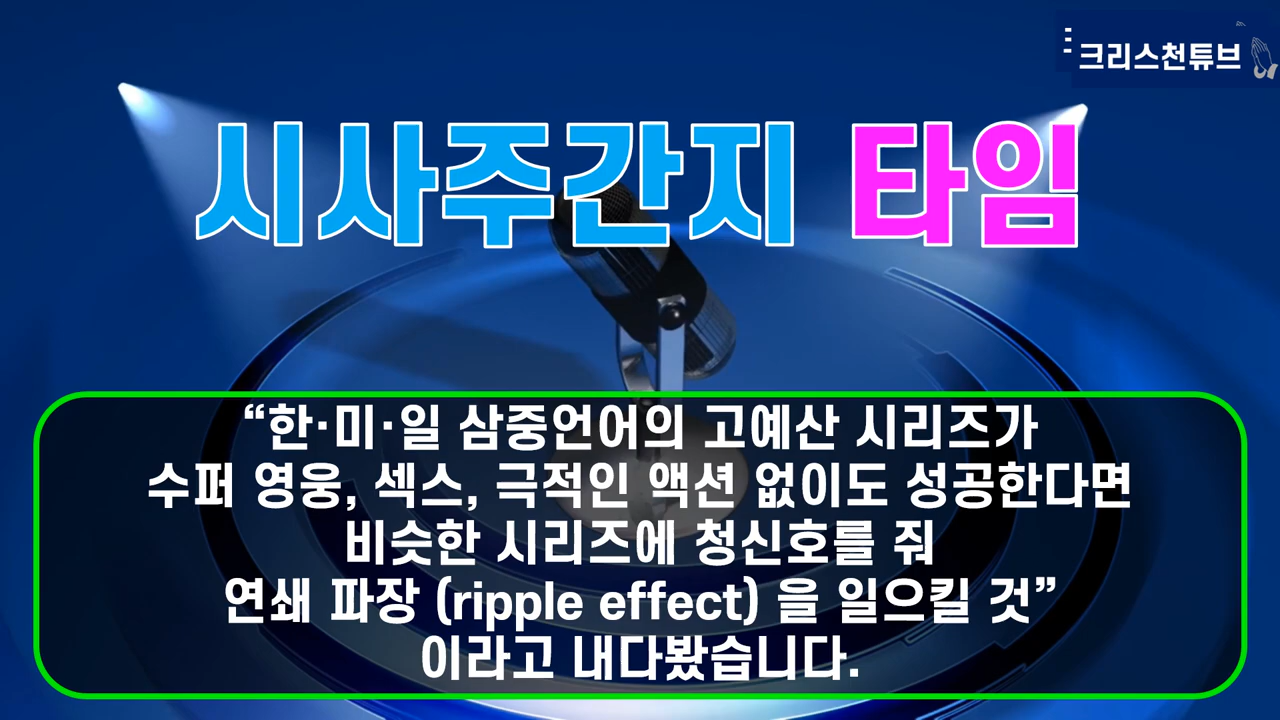 크리스천튜브
시사주간지 타임
“한·미·일 삼중언어의 고예산 시리즈가
수퍼 영웅, 섹스, 극적인 액션 없이도 성공한다면
비슷한 시리즈에 청신호를 줘
연쇄 파장 (ripple effect) 을 일으킬 것”
이라고 내다봤습니다.